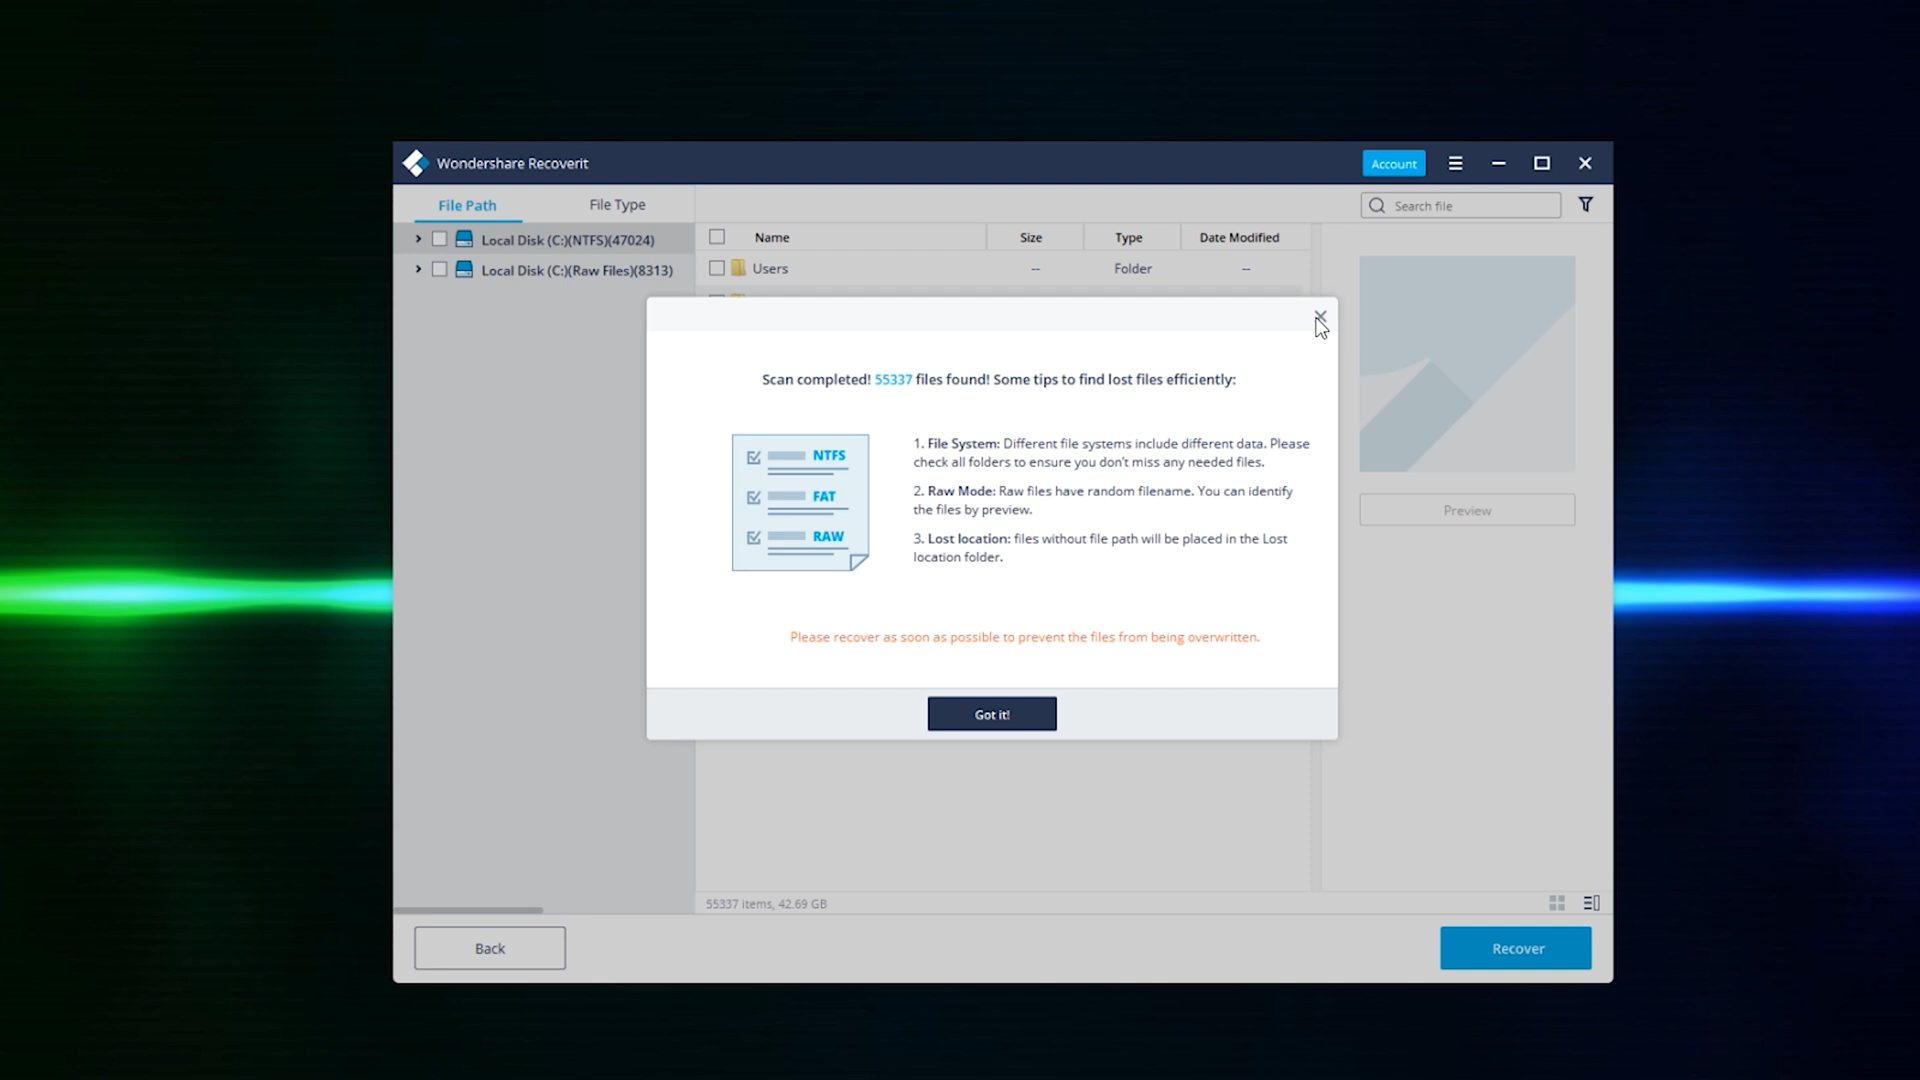 Wondershare Recoverit
Account
File Path
File Type
Search file
Local Disk (C:)(NTFS)(47024)
Local Disk (C:)(Raw Files)(8313)
Name Size Type Date Modified
Users -- Folder --
Scan completed! 55337 files found! Some tips to find lost files efficiently:
NTFS
FAT
RAW
1. File System: Different file systems include different data. Please
check all folders to ensure you don't miss any needed files.
2. Raw Mode: Raw files have random filename. You can identify
the files by preview.
3. Lost location: files without file path will be placed in the Lost
location folder.
Please recover as soon as possible to prevent the files from being overwritten.
Got it!
Preview
55337 items, 42.69 GB
Back
Recover